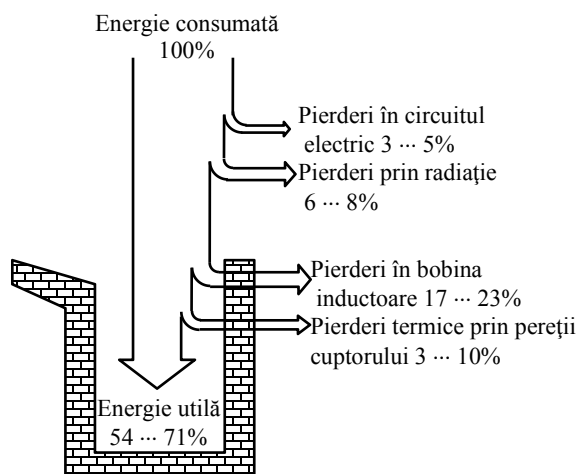 Energie consumată
100%
Pierderi în circuitul
electric 3 ··· 5%
Pierderi prin radiaţie
6 ··· 8%
Pierderi în bobina
inductoare 17 ··· 23%
Pierderi termice prin pereţii
cuptorului 3 ··· 10%
Energie utilă
54 ··· 71%